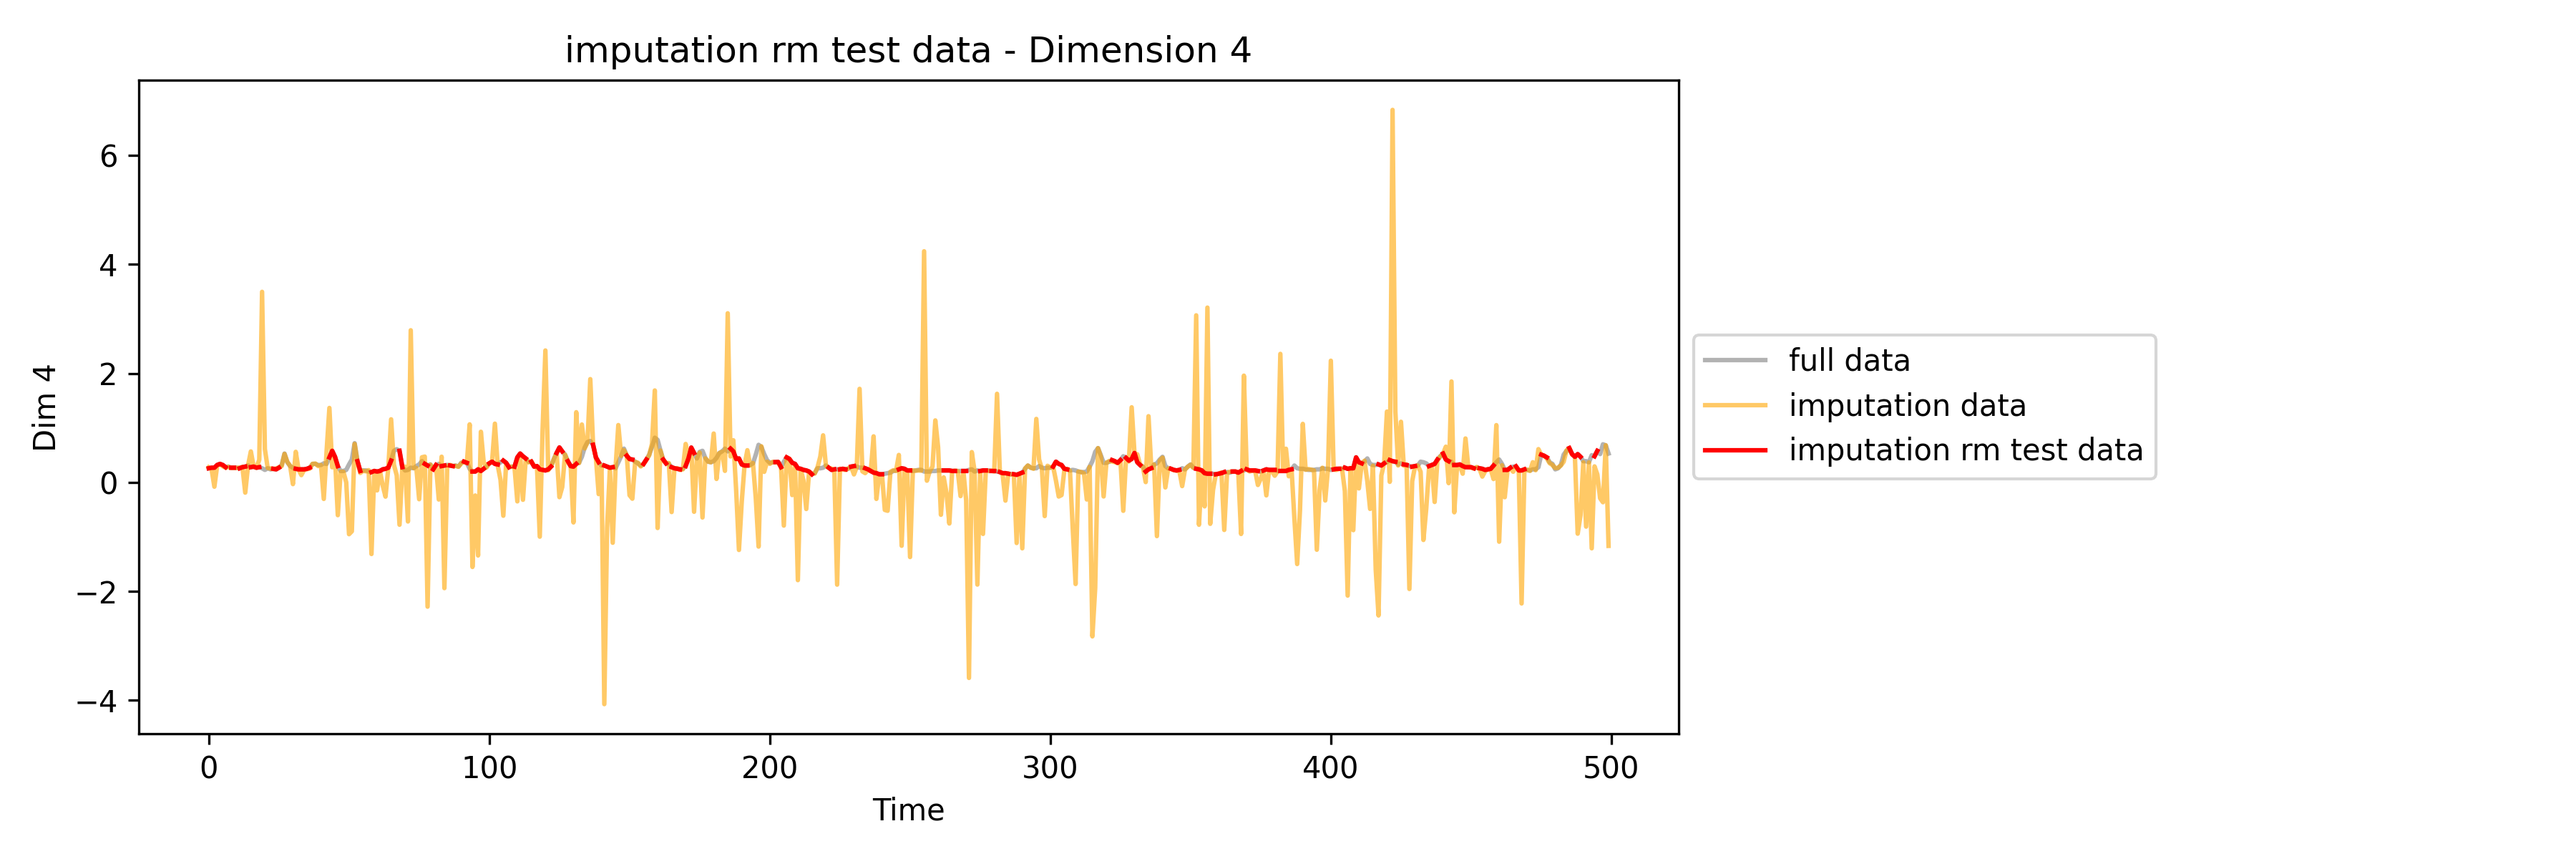 imputation rm test data - Dimension 4
Dim 4
6
4
2
0
−2
−4
0 100 200 300 400 500
Time
full data
imputation data
imputation rm test data